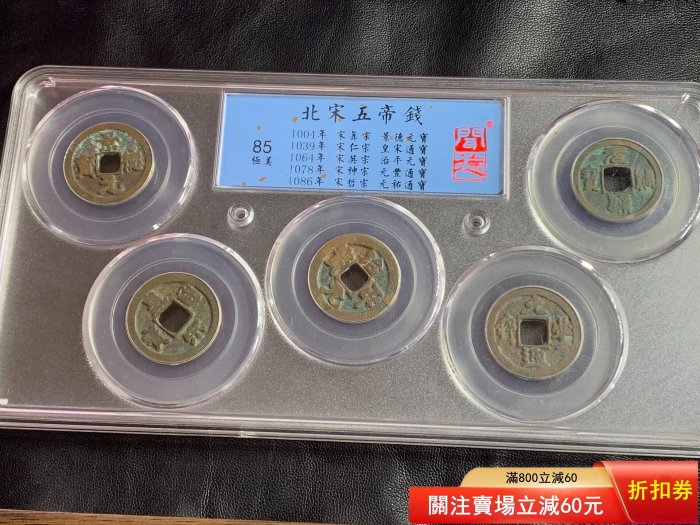 北宋五帝錢
85
極美
1004年 宋真宗 景德元寶
1039年 宋仁宗 皇宋通寶
1064年 宋英宗 治平元寶
1078年 宋神宗 元豐通寶
1086年 宋哲宗 元祐通寶
滿800立減60
關注賣場立減60元
折扣券